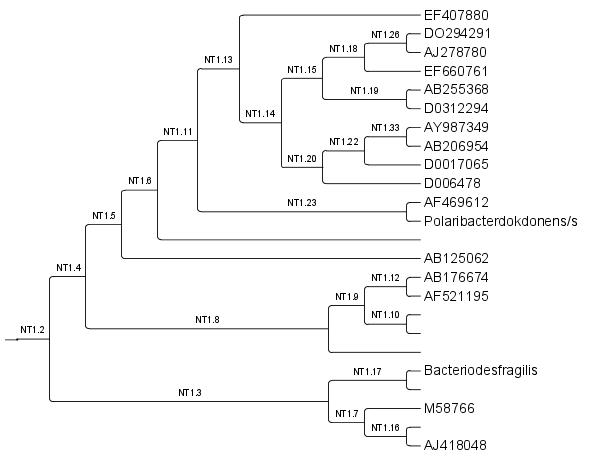 EF407880
NT1.26
DO294291
NT1.18
AJ278780
NT1.13
NT1.15
EF660761
NT1.19
AB255368
D0312294
NT1.14
AY987349
NT1.33
NT1.11
NT1.22
AB206954
NT1.20
D0017065
NT1.6
D006478
NT1.23
AF469612
NT1.5
Polaribacterdokdonens/s
AB125062
NT1.4
NT1.12
AB176674
NT1.9
AF521195
NT1.8
NT1.10
NT1.2
NT1.17
Bacteriodesfragilis
NT1.3
NT1.7
M58766
NT1.16
AJ418048